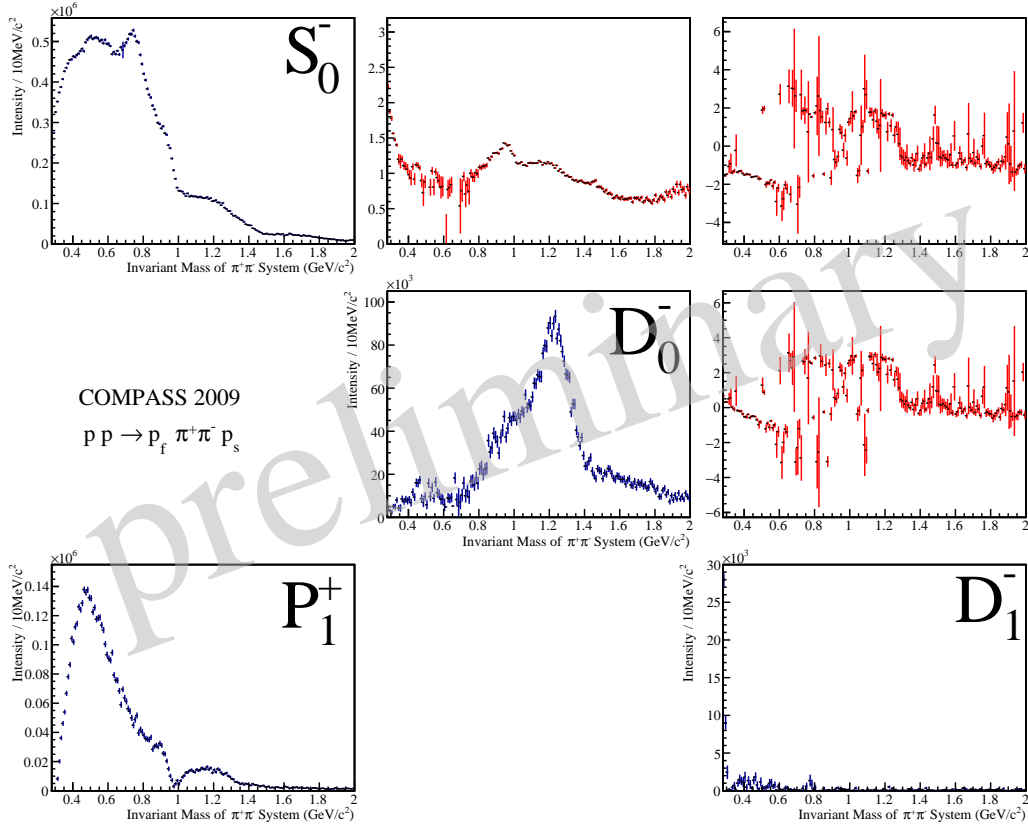 ×10^6
Intensity / 10MeV/c²
0.5
0.4
0.3
0.2
0.1
0
0.4 0.6 0.8 1 1.2 1.4 1.6 1.8 2
Invariant Mass of π⁺π⁻ System (GeV/c²)
S₀⁻
3
2.5
2
1.5
1
0.5
0
0.4 0.6 0.8 1 1.2 1.4 1.6 1.8 2
6
4
2
0
−2
−4
0.4 0.6 0.8 1 1.2 1.4 1.6 1.8 2
COMPASS 2009
p p → p_f π⁺π⁻ p_s
×10³
Intensity / 10MeV/c²
100
80
60
40
20
0
0.4 0.6 0.8 1 1.2 1.4 1.6 1.8 2
Invariant Mass of π⁺π⁻ System (GeV/c²)
D₀⁻
6
4
2
0
−2
−4
−6
0.4 0.6 0.8 1 1.2 1.4 1.6 1.8 2
preliminary
×10^6
Intensity / 10MeV/c²
0.14
0.12
0.1
0.08
0.06
0.04
0.02
0
0.4 0.6 0.8 1 1.2 1.4 1.6 1.8 2
Invariant Mass of π⁺π⁻ System (GeV/c²)
P₁⁺
×10³
Intensity / 10MeV/c²
30
25
20
15
10
5
0
0.4 0.6 0.8 1 1.2 1.4 1.6 1.8 2
Invariant Mass of π⁺π⁻ System (GeV/c²)
D₁⁻